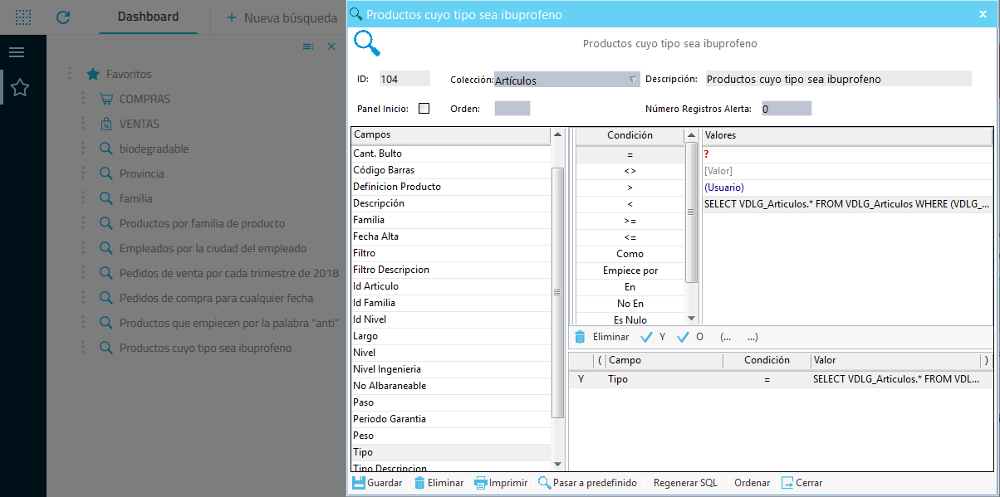 Dashboard
+ Nueva búsqueda
Favoritos
COMPRAS
VENTAS
biodegradable
Provincia
familia
Productos por familia de producto
Empleados por la ciudad del empleado
Pedidos de venta por cada trimestre de 2018
Pedidos de compra para cualquier fecha
Productos que empiecen por la palabra "anti"
Productos cuyo tipo sea ibuprofeno
Productos cuyo tipo sea ibuprofeno x
Productos cuyo tipo sea ibuprofeno
ID: 104 Colección: Artículos Descripción: Productos cuyo tipo sea ibuprofeno
Panel Inicio: Orden: Número Registros Alerta: 0
Campos
Cant. Bulto
Código Barras
Definicion Producto
Descripción
Familia
Fecha Alta
Filtro
Filtro Descripcion
Id Articulo
Id Familia
Id Nivel
Largo
Nivel
Nivel Ingenieria
No Albaraneable
Paso
Periodo Garantia
Peso
Tipo
Tipo Descripcion
Condición
=
<>
>
<
>=
<=
Como
Empiece por
En
No En
Es Nulo
Valores
?
[Valor]
(Usuario)
SELECT VDLG_Articulos.* FROM VDLG_Articulos WHERE (VDLG_...
Eliminar Y O (... ...)
( Campo Condición Valor )
Y Tipo = SELECT VDLG_Articulos.* FROM VDL...
Guardar Eliminar Imprimir Pasar a predefinido Regenerar SQL Ordenar Cerrar